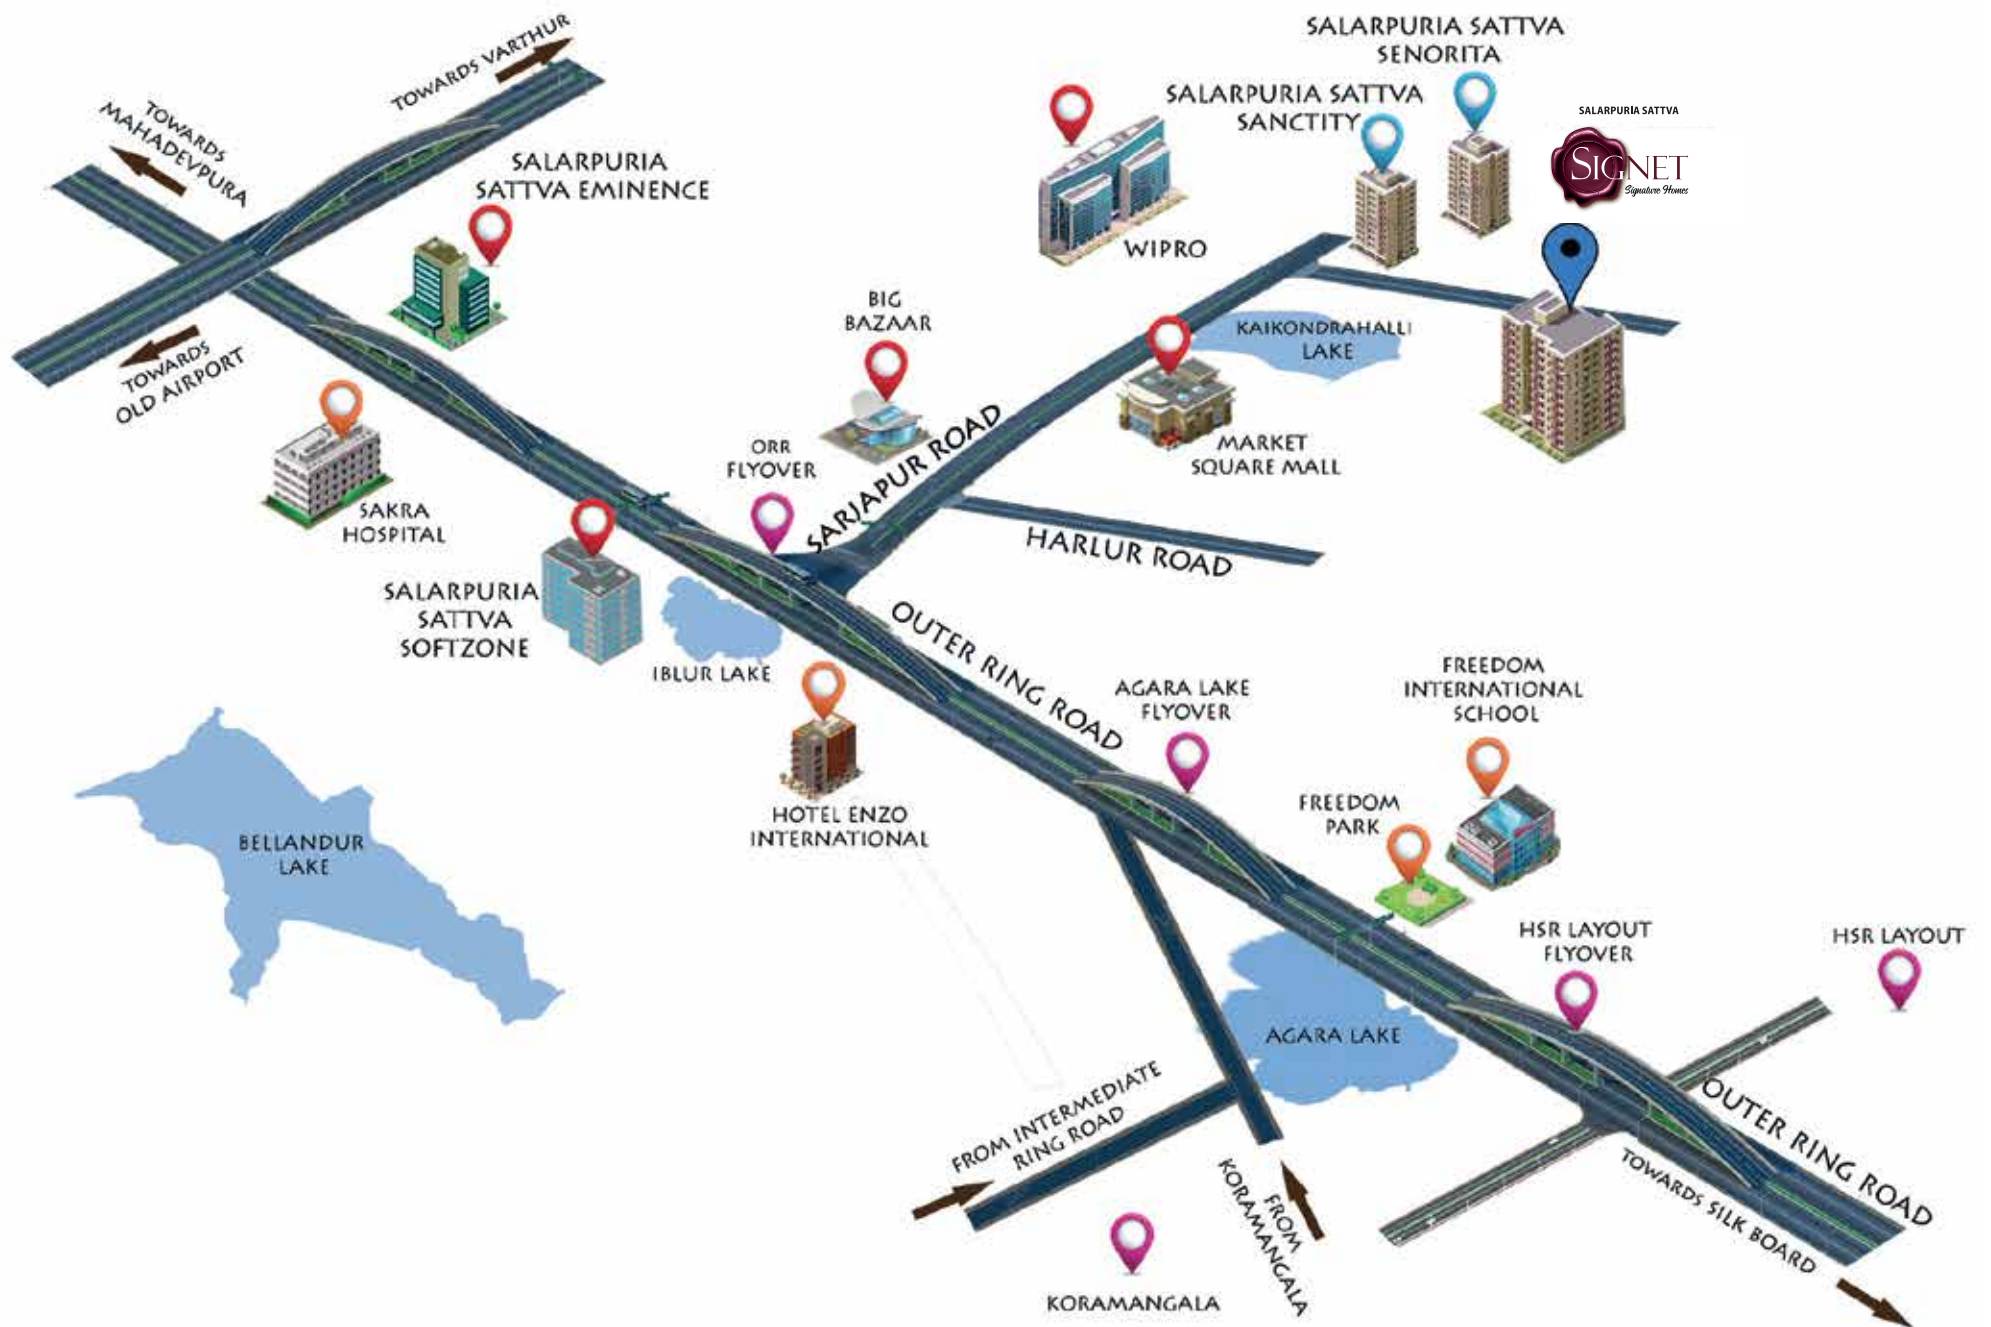 TOWARDS VARTHUR
TOWARDS
MAHADEVPURA
SALARPURIA
SATTVA EMINENCE
TOWARDS
OLD AIRPORT
SALARPURIA SATTVA
SENORITA
SALARPURIA SATTVA
SANCTITY
SALARPURIA SATTVA
SIGNET
Signature Homes
WIPRO
BIG
BAZAAR
KAIKONDRAHALLI
LAKE
SARJAPUR ROAD
MARKET
SQUARE MALL
ORR
FLYOVER
SAKRA
HOSPITAL
HARLUR ROAD
SALARPURIA
SATTVA
SOFTZONE
IBLUR LAKE
OUTER RING ROAD
HOTEL ENZO
INTERNATIONAL
AGARA LAKE
FLYOVER
FREEDOM
INTERNATIONAL
SCHOOL
FREEDOM
PARK
BELLANDUR
LAKE
HSR LAYOUT
FLYOVER
HSR LAYOUT
AGARA LAKE
FROM INTERMEDIATE
RING ROAD
FROM
KORAMANGALA
KORAMANGALA
OUTER RING ROAD
TOWARDS SILK BOARD